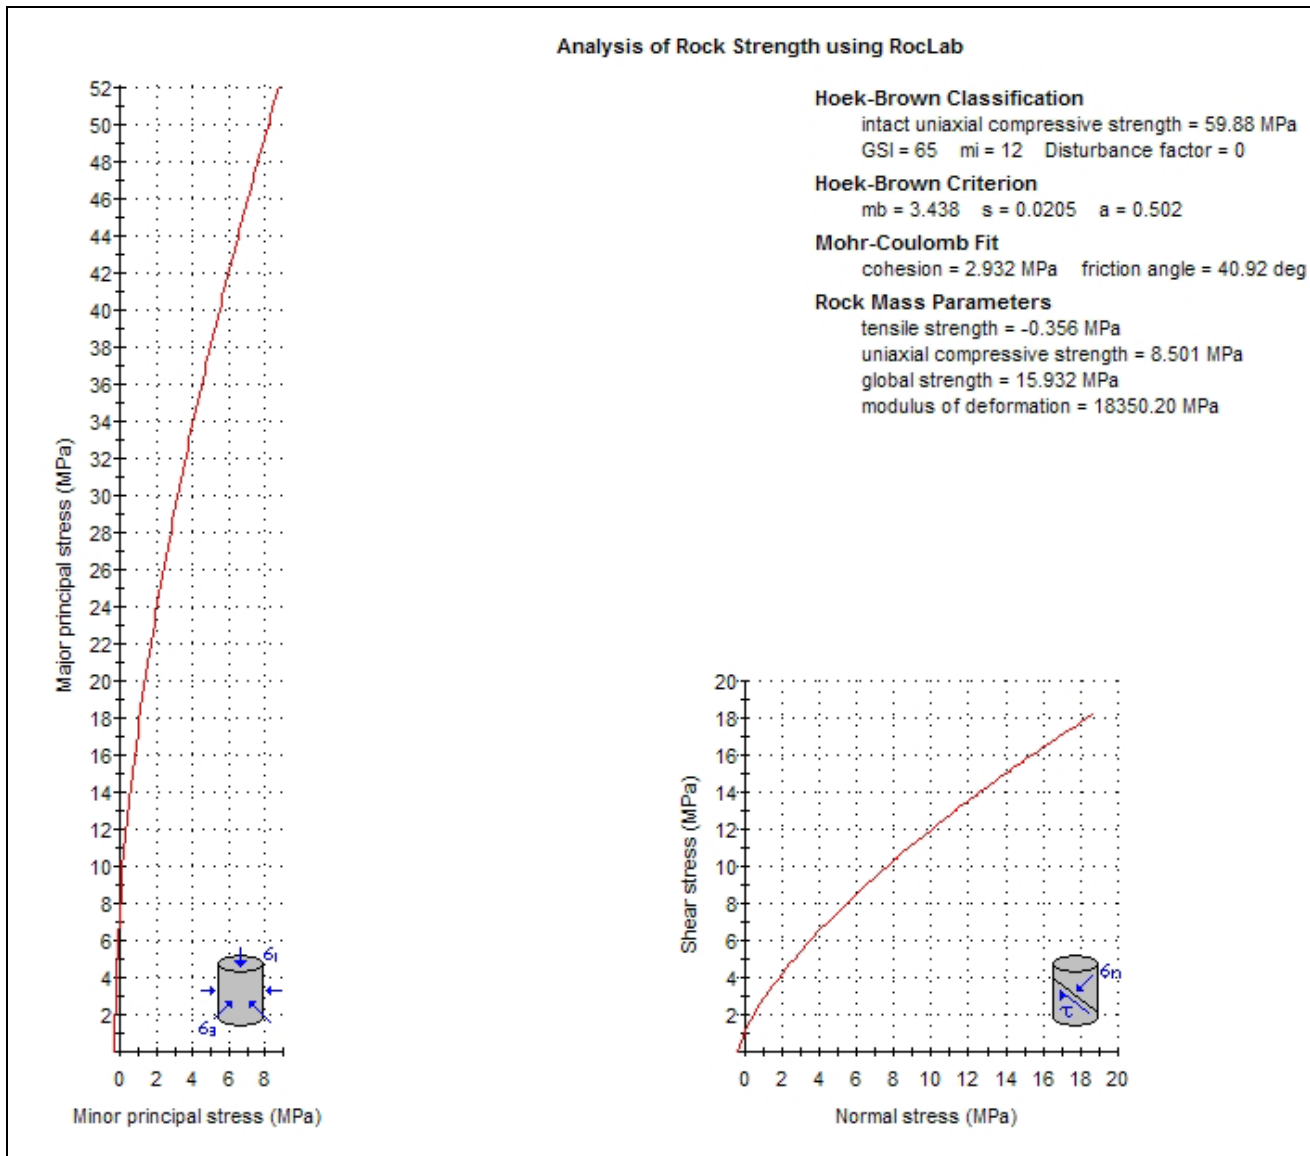 Analysis of Rock Strength using RocLab
Hoek-Brown Classification
intact uniaxial compressive strength = 59.88 MPa
GSI = 65 mi = 12 Disturbance factor = 0
Hoek-Brown Criterion
mb = 3.438 s = 0.0205 a = 0.502
Mohr-Coulomb Fit
cohesion = 2.932 MPa friction angle = 40.92 deg
Rock Mass Parameters
tensile strength = -0.356 MPa
uniaxial compressive strength = 8.501 MPa
global strength = 15.932 MPa
modulus of deformation = 18350.20 MPa
Major principal stress (MPa)
52
50
48
46
44
42
40
38
36
34
32
30
28
26
24
22
20
18
16
14
12
10
8
6
4
2
σ1
σ3
0 2 4 6 8
Minor principal stress (MPa)
Shear stress (MPa)
20
18
16
14
12
10
8
6
4
2
σn
τ
0 2 4 6 8 10 12 14 16 18 20
Normal stress (MPa)